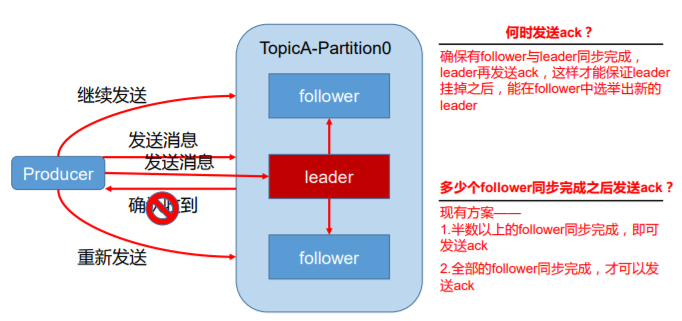 TopicA-Partition0
follower
继续发送
发送消息
发送消息
Producer
leader
确认收到
重新发送
follower
何时发送ack？
确保有follower与leader同步完成，
leader再发送ack，这样才能保证leader
挂掉之后，能在follower中选举出新的
leader
多少个follower同步完成之后发送ack？
现有方案——
1.半数以上的follower同步完成，即可
发送ack
2.全部的follower同步完成，才可以发
送ack